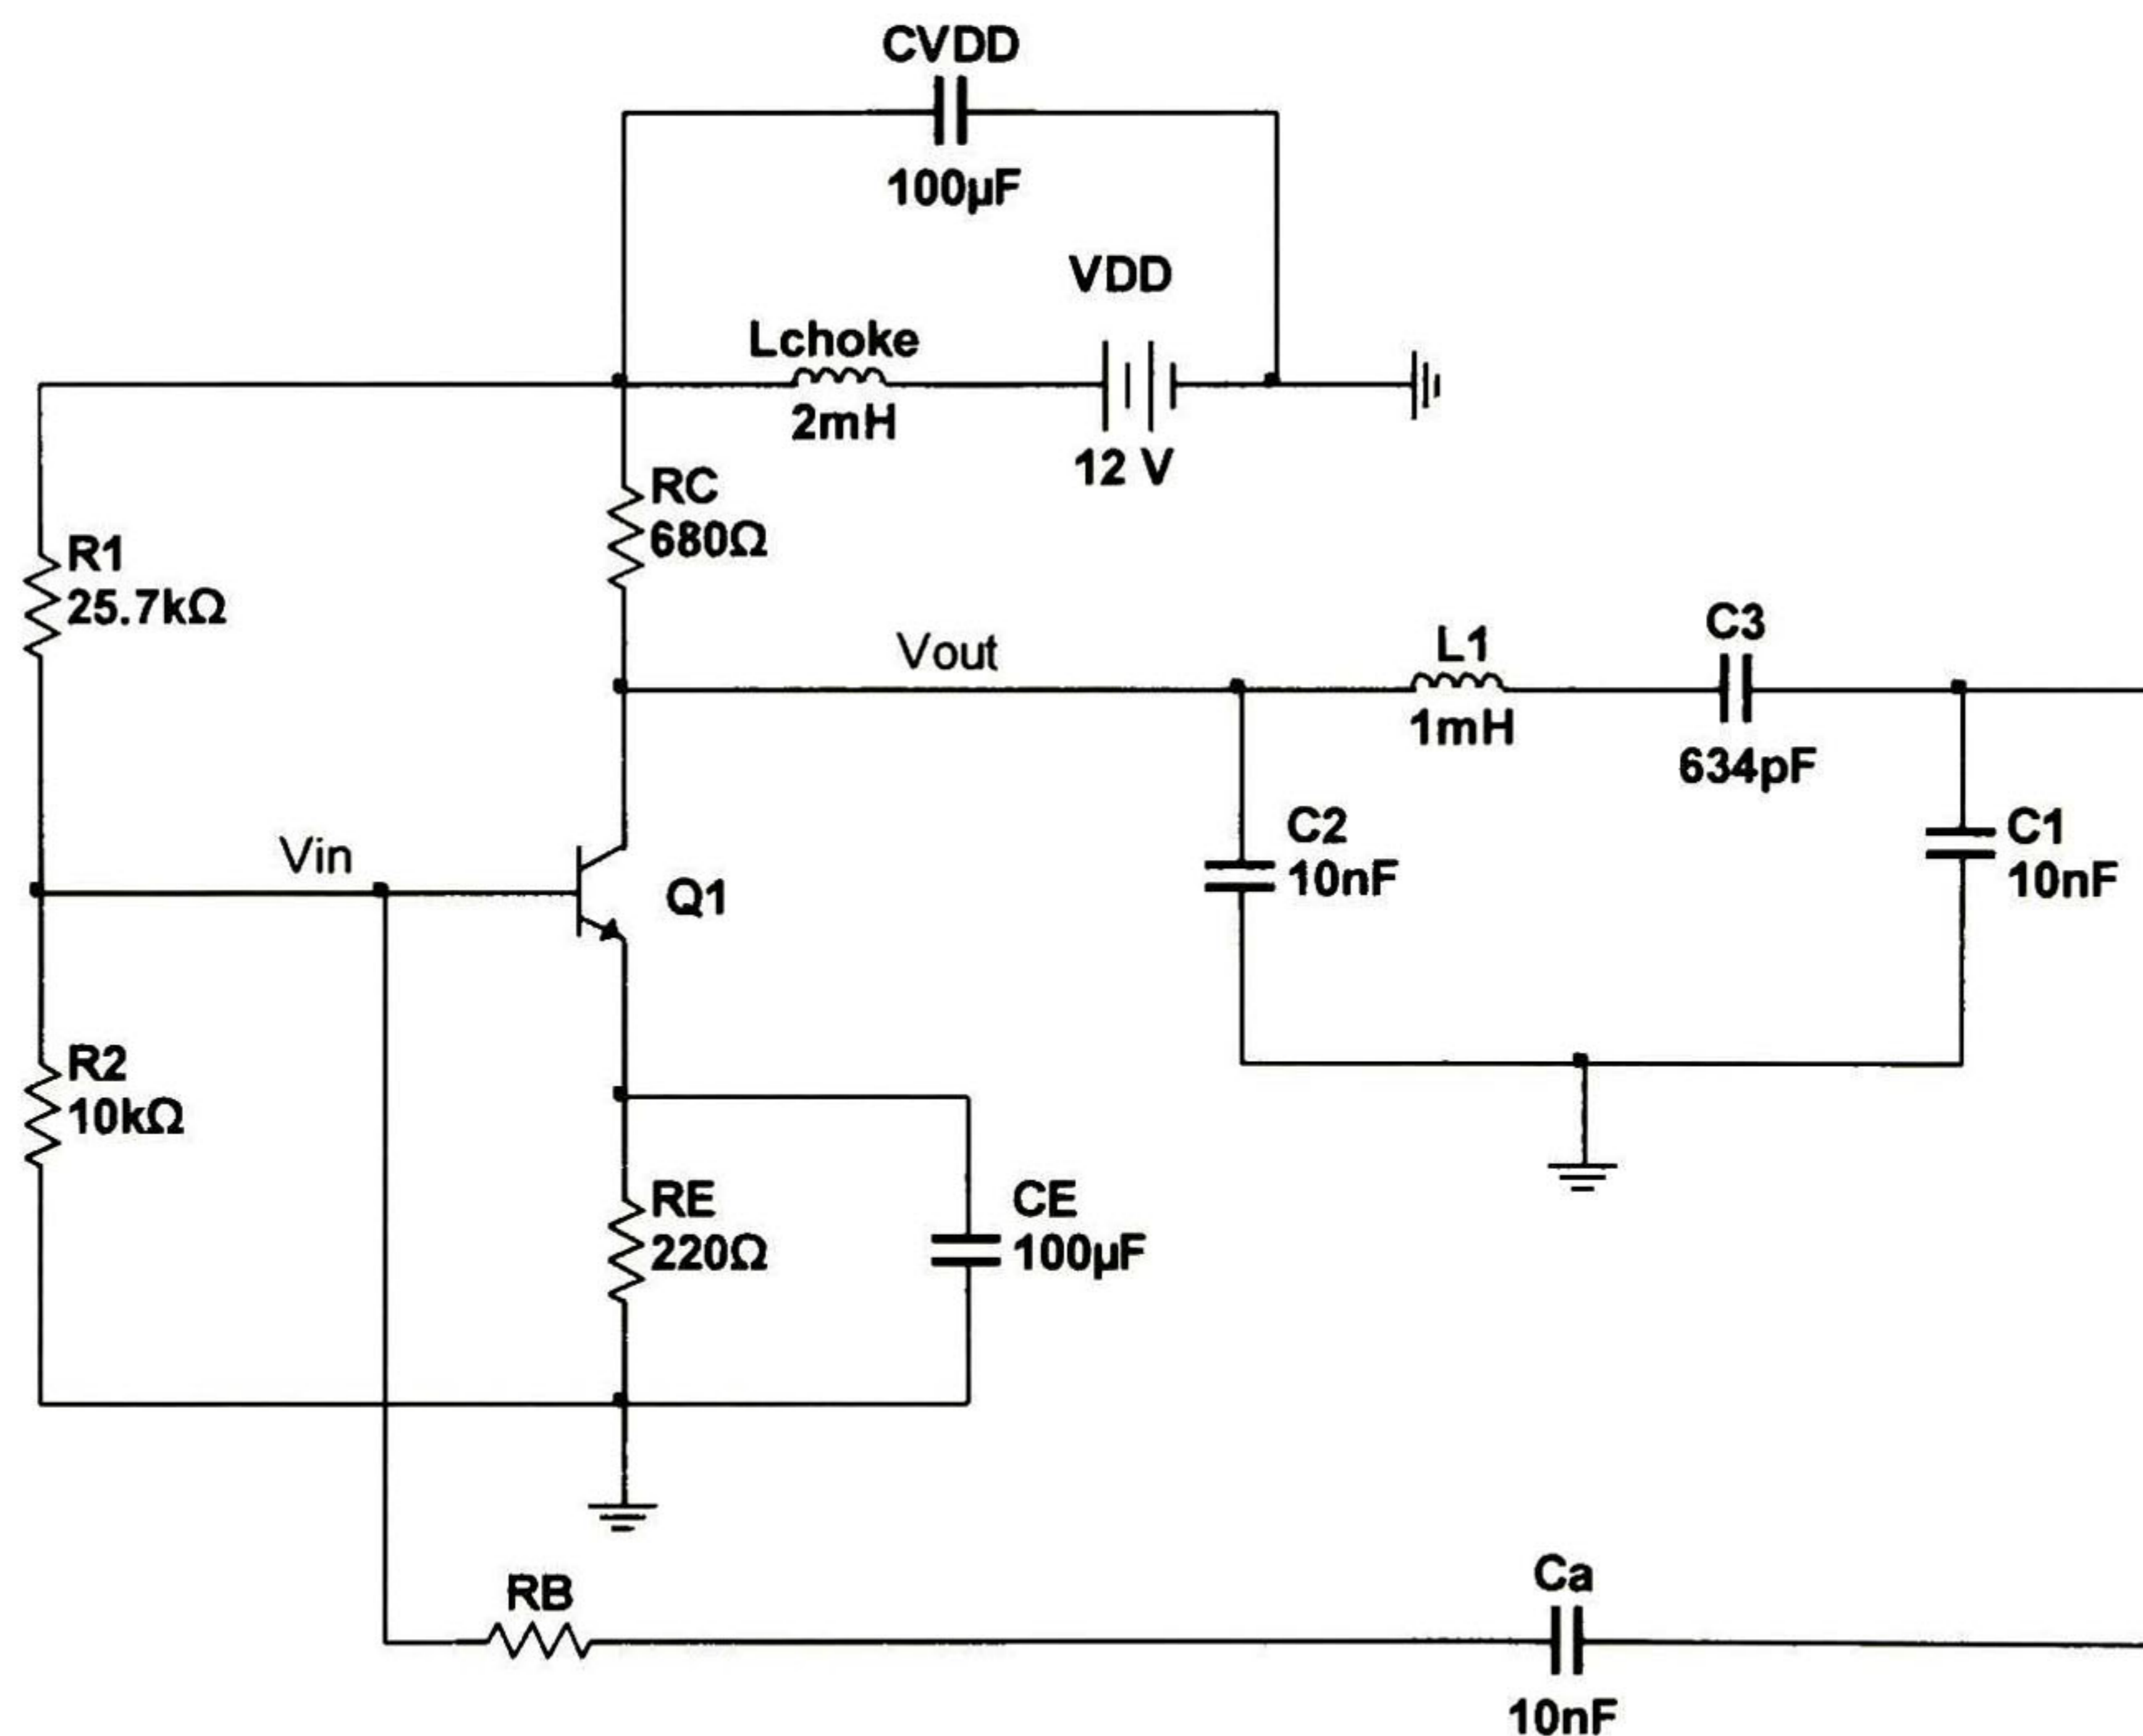 CVDD
100µF
VDD
Lchoke
2mH
12 V
RC
680Ω
R1
25.7kΩ
Vout
L1
1mH
C3
634pF
C2
10nF
C1
10nF
Vin
Q1
R2
10kΩ
RE
220Ω
CE
100µF
RB
Ca
10nF